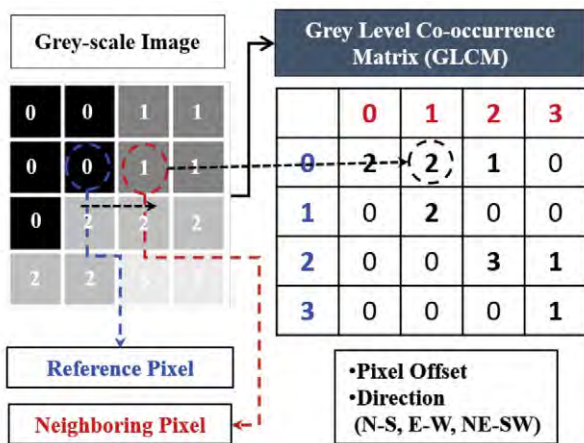 Grey-scale Image
Grey Level Co-occurrence
Matrix (GLCM)
0 0 1 1
0 0 1 1
0 2 2 2
2 2
0 1 2 3
0 2 2 1 0
1 0 2 0 0
2 0 0 3 1
3 0 0 0 1
Reference Pixel
Neighboring Pixel
•Pixel Offset
•Direction
(N-S, E-W, NE-SW)